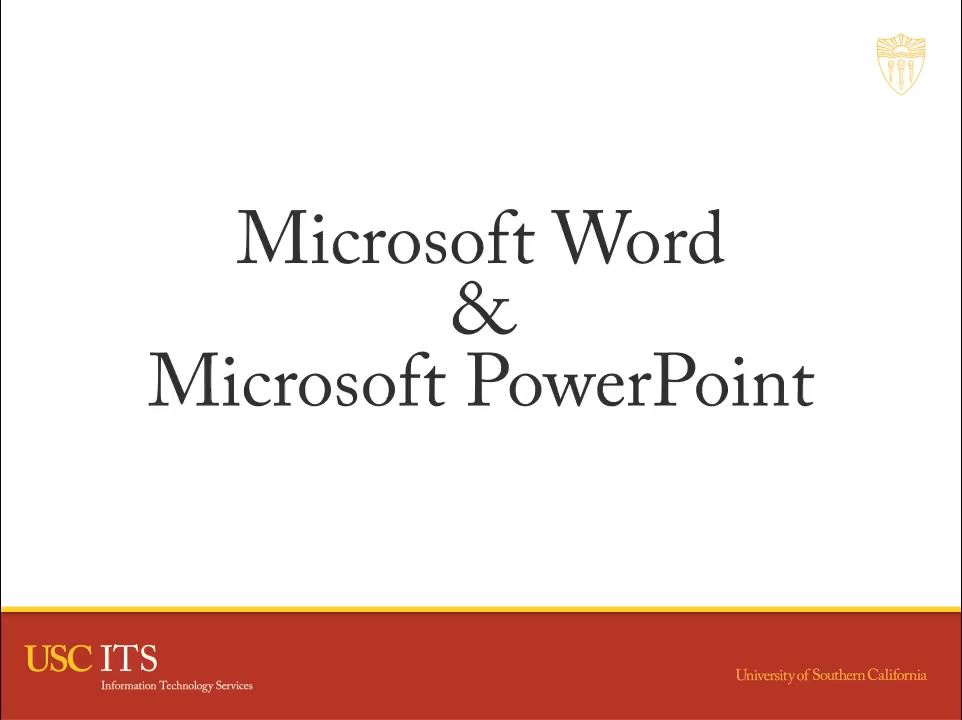 Microsoft Word
&
Microsoft PowerPoint
USC ITS
Information Technology Services
University of Southern California